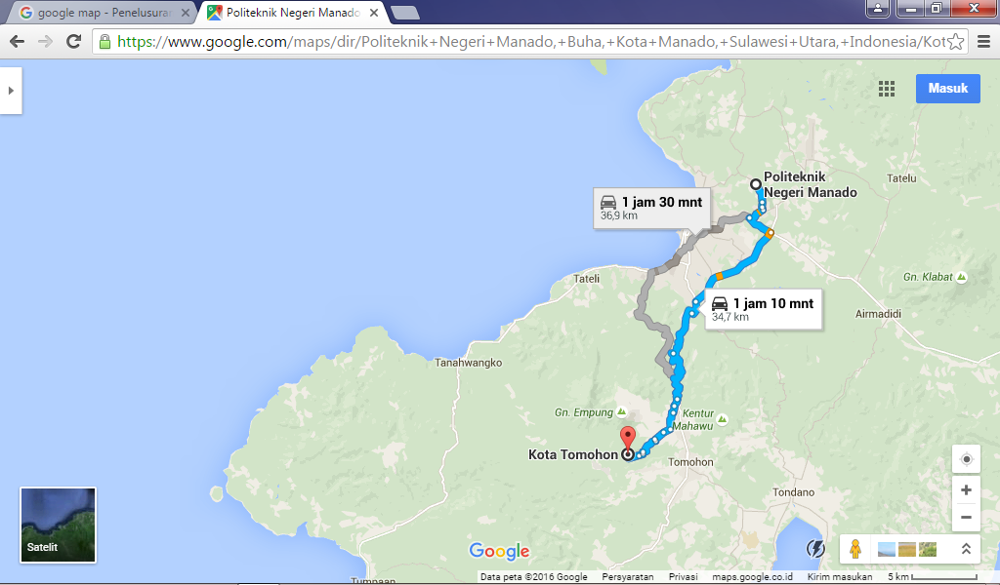 google map - Penelusuran
Politeknik Negeri Manado
https://www.google.com/maps/dir/Politeknik+Negeri+Manado,+Buha,+Kota+Manado,+Sulawesi+Utara,+Indonesia/Kot
Masuk
Politeknik
Negeri Manado
Tatelu
1 jam 30 mnt
36,9 km
Tateli
Gn. Klabat
1 jam 10 mnt
34,7 km
Airmadidi
Tanahwangko
Gn. Empung
Kentur
Mahawu
Kota Tomohon
Tomohon
Tondano
Satelit
Google
Tumpaan
Data peta ©2016 Google
Persyaratan
Privasi
maps.google.co.id
Kirim masukan
5 km